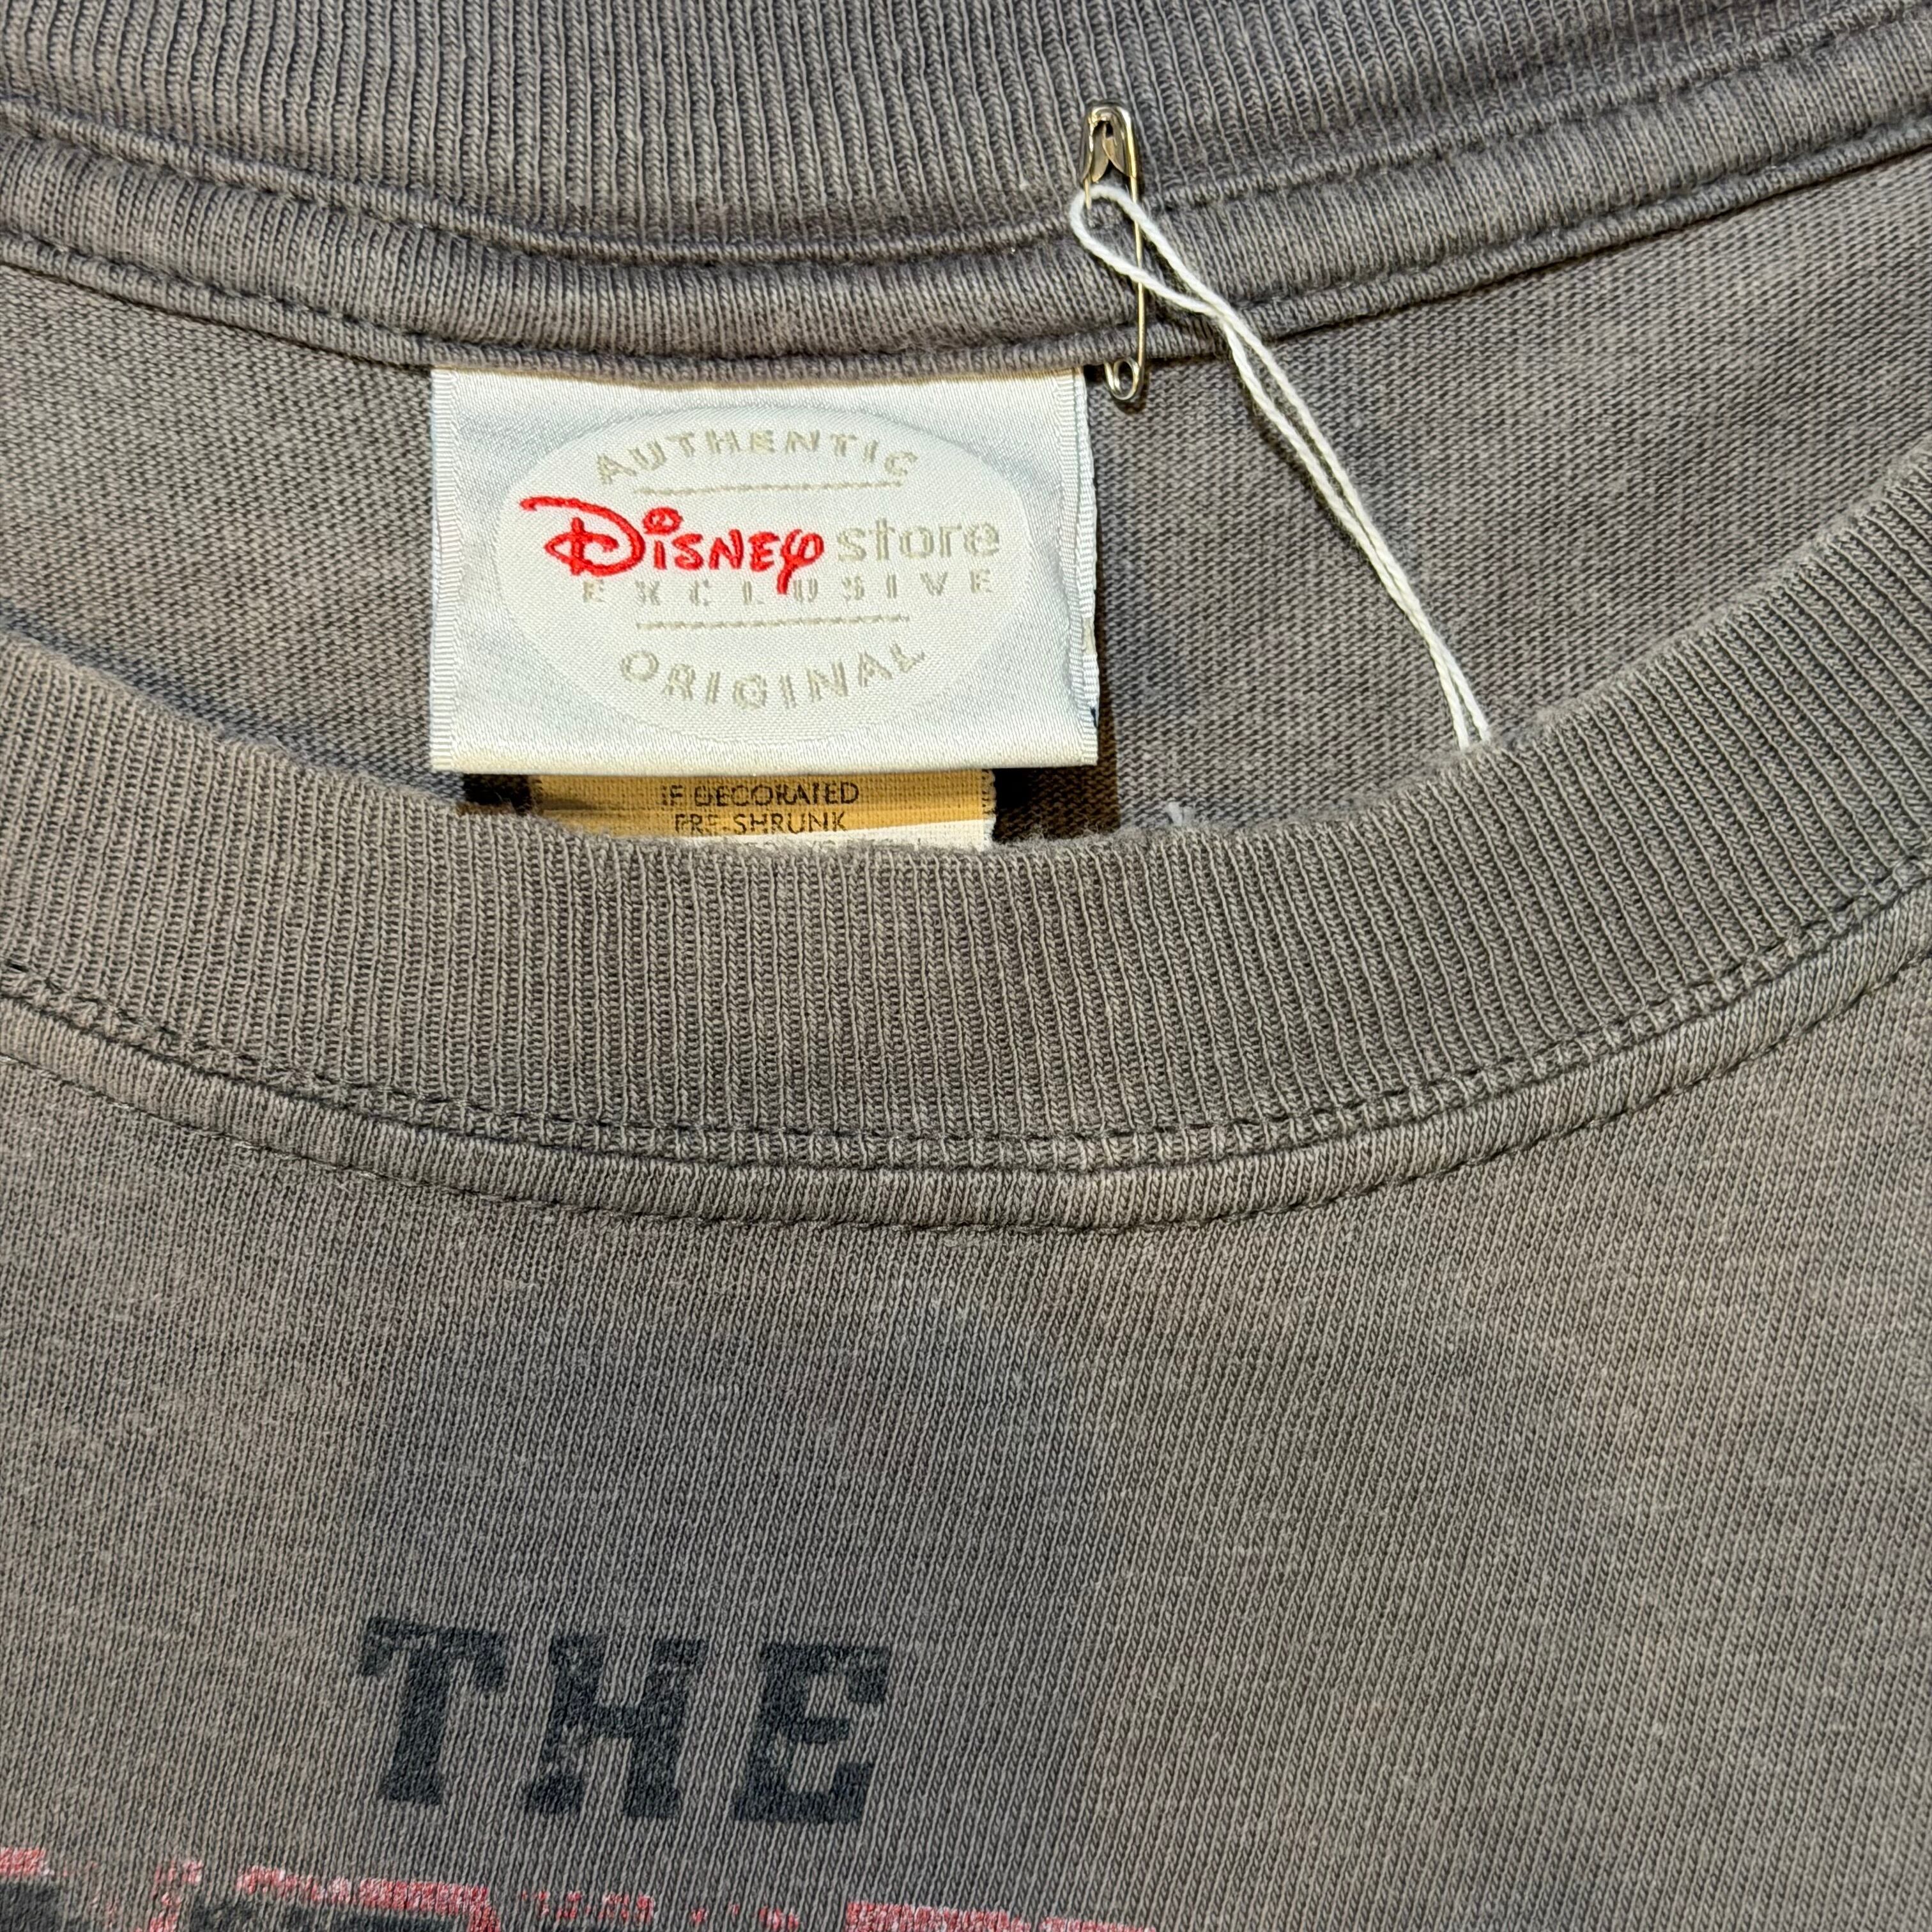 AUTHENTIC
Disney store
EXCLUSIVE
ORIGINAL
IF DECORATED
PRE-SHRUNK
THE